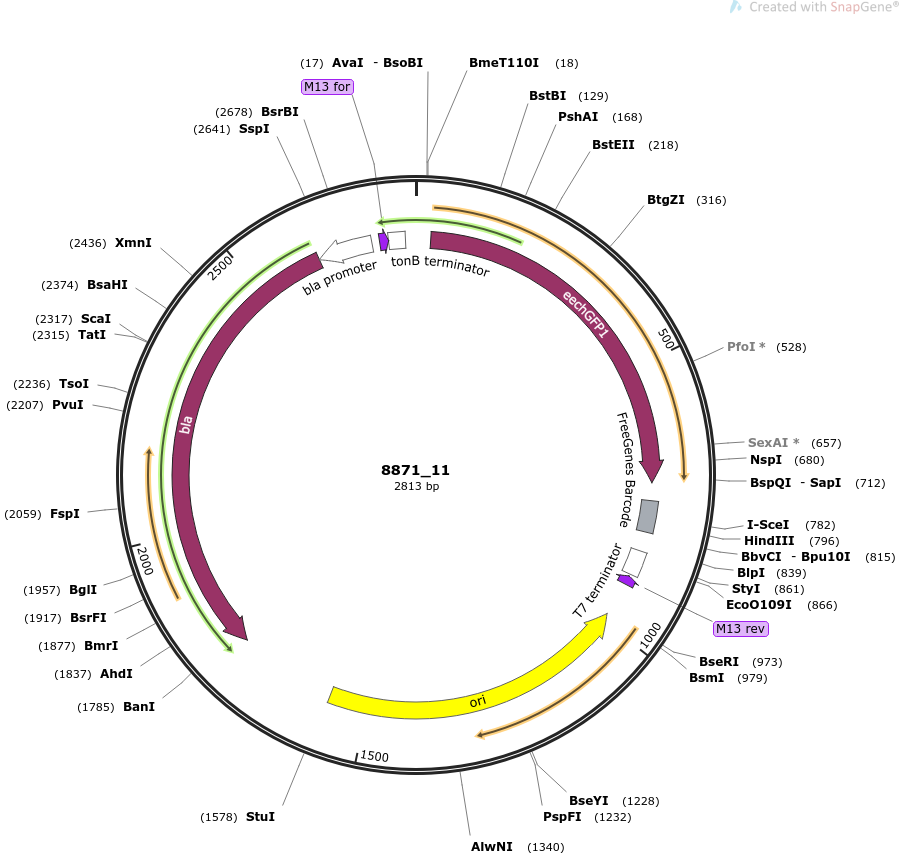 Created with SnapGene®
(17) AvaI - BsoBI
BmeT110I (18)
M13 for
BstBI (129)
(2678) BsrBI
PshAI (168)
(2641) SspI
BstEII (218)
BtgZI (316)
(2436) XmnI
2500
bla promoter
tonB terminator
(2374) BsaHI
eechGFP1
(2317) ScaI
(2315) TatI
500
PfoI * (528)
(2236) TsoI
(2207) PvuI
bla
FreeGenes Barcode
SexAI * (657)
NspI (680)
8871_11
2813 bp
BspQI - SapI (712)
(2059) FspI
I-SceI (782)
HindIII (796)
BbvCI - Bpu10I (815)
2000
T7 terminator
BlpI (839)
StyI (861)
(1957) BglI
EcoO109I (866)
(1917) BsrFI
M13 rev
(1877) BmrI
1000
BseRI (973)
(1837) AhdI
BsmI (979)
(1785) BanI
ori
1500
BseYI (1228)
(1578) StuI
PspFI (1232)
AlwNI (1340)